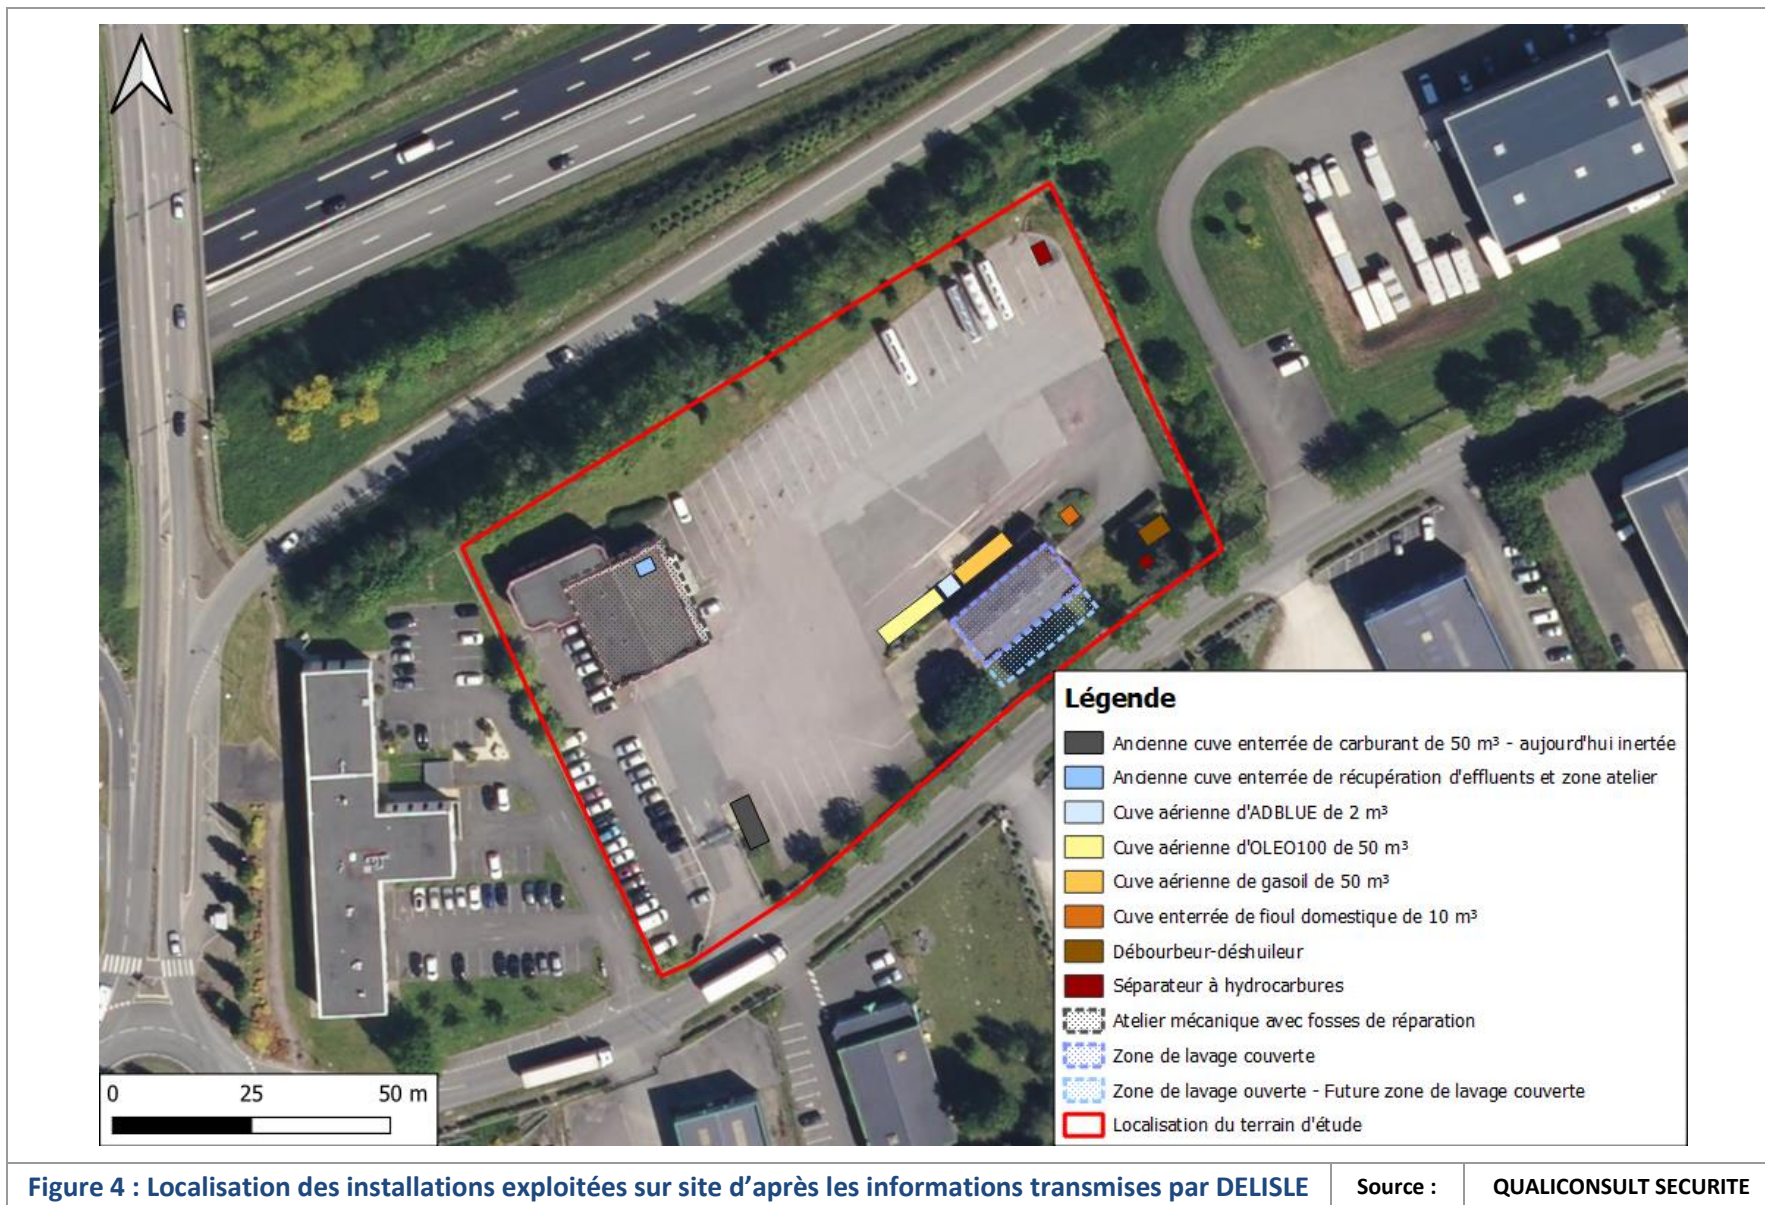 Légende
Ancienne cuve enterrée de carburant de 50 m³ - aujourd'hui inertée
Ancienne cuve enterrée de récupération d'effluents et zone atelier
Cuve aérienne d'ADBLUE de 2 m³
Cuve aérienne d'OLEO100 de 50 m³
Cuve aérienne de gasoil de 50 m³
Cuve enterrée de fioul domestique de 10 m³
Débourbeur-déshuileur
Séparateur à hydrocarbures
Atelier mécanique avec fosses de réparation
Zone de lavage couverte
Zone de lavage ouverte - Future zone de lavage couverte
Localisation du terrain d'étude
0 25 50 m
Figure 4 : Localisation des installations exploitées sur site d'après les informations transmises par DELISLE
Source :
QUALICONSULT SECURITE